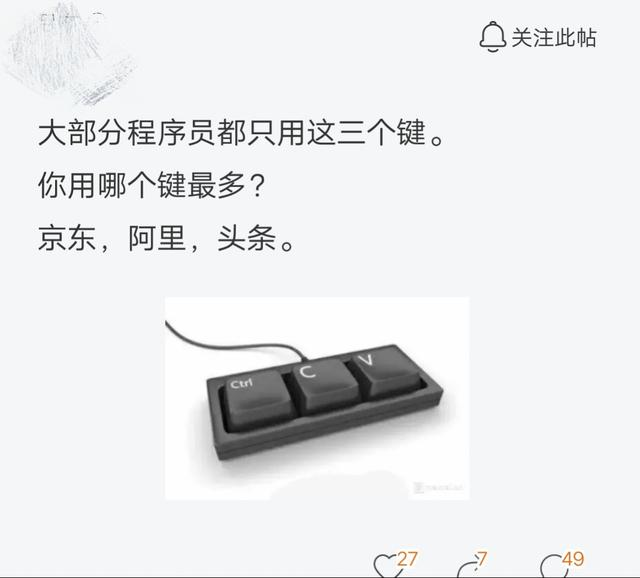 关注此帖
大部分程序员都只用这三个键。
你用哪个键最多？
京东，阿里，头条。
Ctrl
C
V
27
7
49